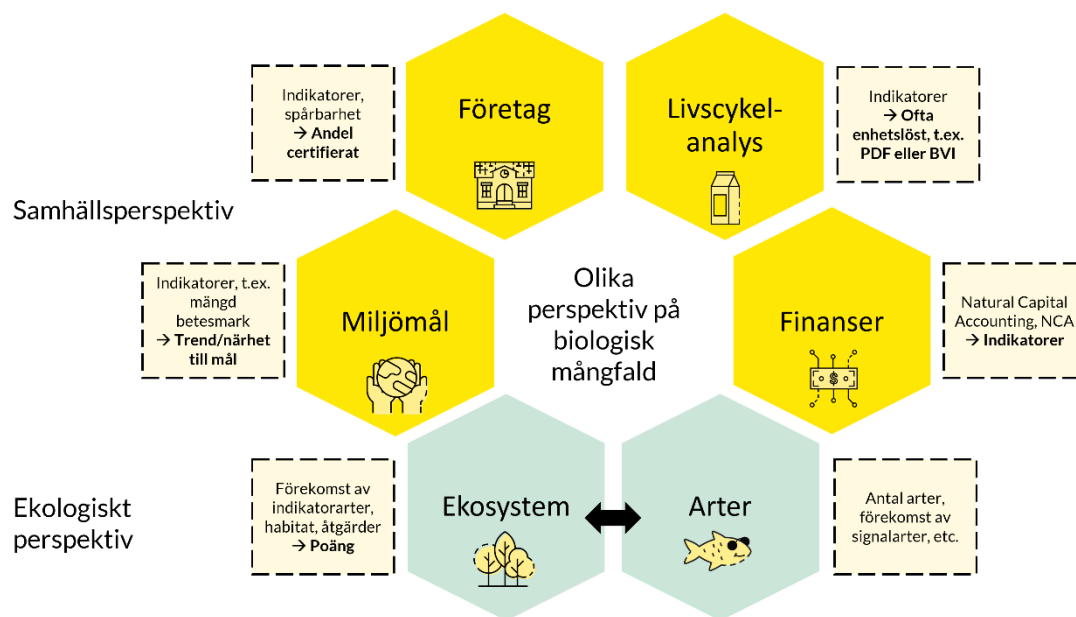 Indikatorer,
spårbarhet
→ Andel
certifierat
Företag
Livscykel-
analys
Indikatorer
→ Ofta
enhetslöst, t.ex.
PDF eller BVI
Samhällsperspektiv
Indikatorer, t.ex.
mängd
betesmark
→ Trend/närhet
till mål
Miljömål
Olika
perspektiv på
biologisk
mångfald
Finanser
$
Natural Capital
Accounting, NCA
→ Indikatorer
Ekologiskt
perspektiv
Förekomst av
indikatorarter,
habitat, åtgärder
→ Poäng
Ekosystem
Arter
Antal arter,
förekomst av
signalarter, etc.